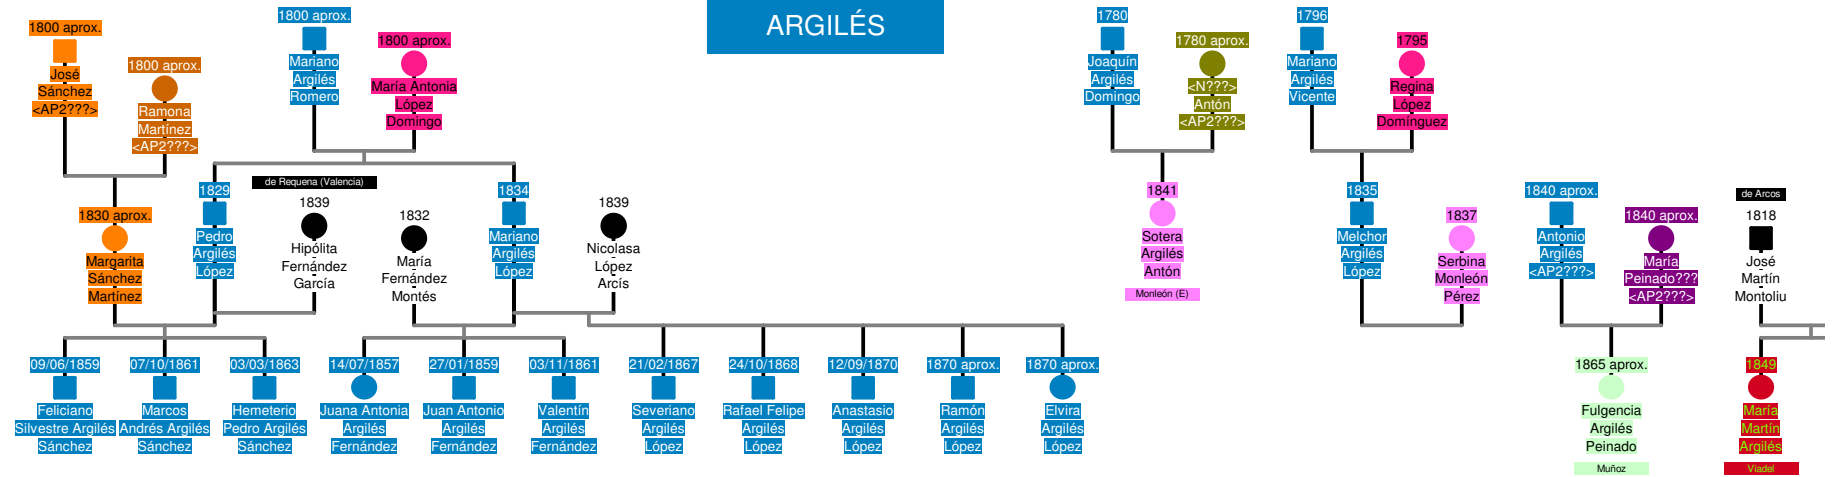 ARGILÉS
1800 aprox.
José
Sánchez
<AP2???>
1800 aprox.
Ramona
Martínez
<AP2???>
1800 aprox.
Mariano
Argilés
Romero
1800 aprox.
María Antonia
López
Domingo
1780
Joaquín
Argilés
Domingo
1780 aprox.
<N???>
Antón
<AP2???>
1796
Mariano
Argilés
Vicente
1795
Regina
López
Domínguez
1830 aprox.
Margarita
Sánchez
Martínez
1829
Pedro
Argilés
López
de Requena (Valencia)
1839
Hipólita
Fernández
García
1832
María
Fernández
Montés
1834
Mariano
Argilés
López
1839
Nicolasa
López
Arcís
1841
Sotera
Argilés
Antón
Monleón (E)
1835
Melchor
Argilés
López
1837
Serbina
Monleón
Pérez
1840 aprox.
Antonio
Argilés
<AP2???>
1840 aprox.
María
Peinado???
<AP2???>
de Arcos
1818
José
Martín
Montoliu
09/06/1859
Feliciano
Silvestre Argilés
Sánchez
07/10/1861
Marcos
Andrés Argilés
Sánchez
03/03/1863
Hemeterio
Pedro Argilés
Sánchez
14/07/1857
Juana Antonia
Argilés
Fernández
27/01/1859
Juan Antonio
Argilés
Fernández
03/11/1861
Valentín
Argilés
Fernández
21/02/1867
Severiano
Argilés
López
24/10/1868
Rafael Felipe
Argilés
López
12/09/1870
Anastasio
Argilés
López
1870 aprox.
Ramón
Argilés
López
1870 aprox.
Elvira
Argilés
López
1865 aprox.
Fulgencia
Argilés
Peinado
Muñoz
1849
María
Martín
Argilés
Viadel